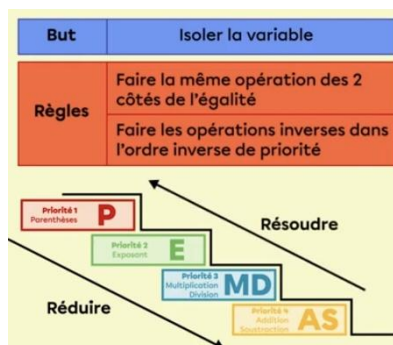 But
Isoler la variable
Règles
Faire la même opération des 2
côtés de l'égalité
Faire les opérations inverses dans
l'ordre inverse de priorité
Priorité 1
Parenthèses
P
Résoudre
Priorité 2
Exposant
E
Priorité 3
Multiplication
Division
MD
Réduire
Priorité 4
Addition
Soustraction
AS